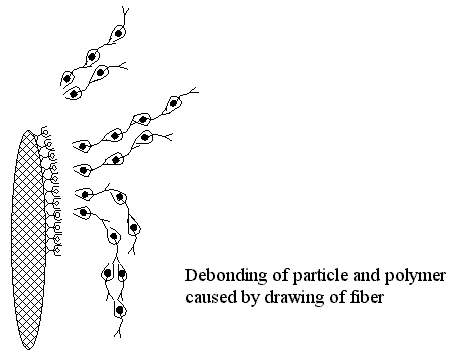 Debonding of particle and polymer
caused by drawing of fiber